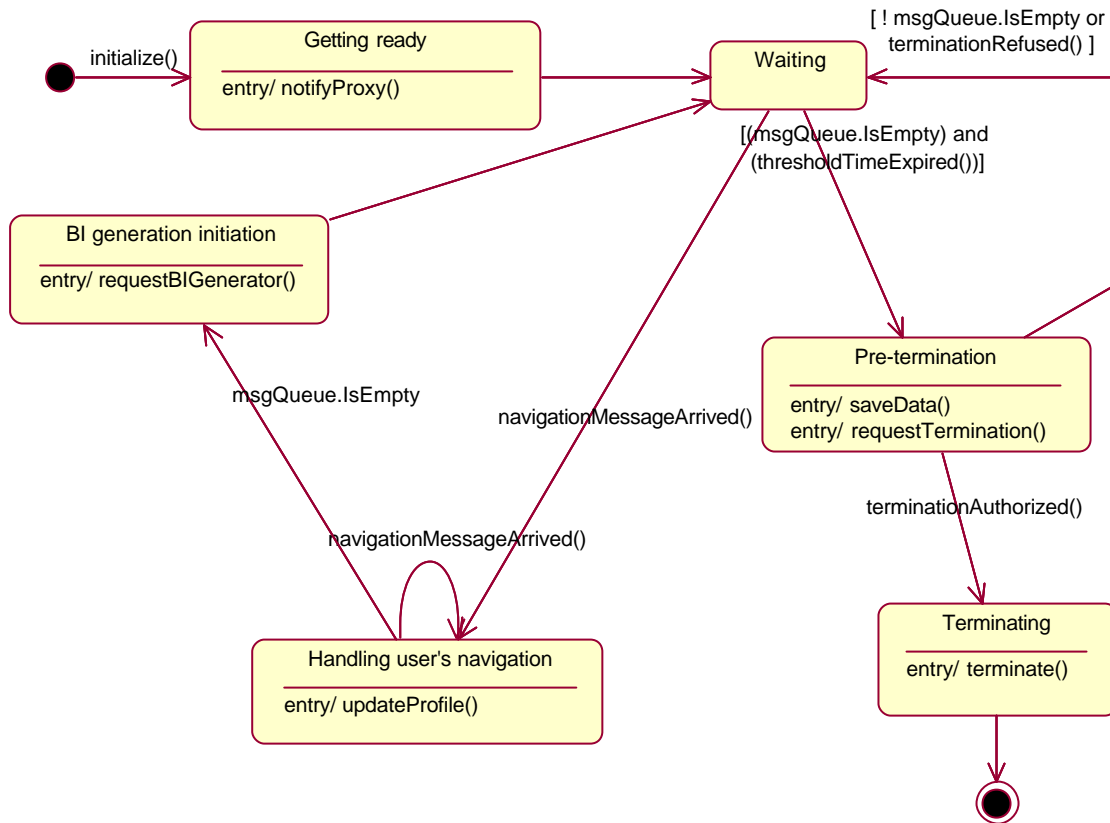 [ ! msgQueue.IsEmpty or
terminationRefused() ]
Getting ready
initialize()
entry/ notifyProxy()
Waiting
[(msgQueue.IsEmpty) and
(thresholdTimeExpired())]
BI generation initiation
entry/ requestBIGenerator()
Pre-termination
entry/ saveData()
entry/ requestTermination()
msgQueue.IsEmpty
navigationMessageArrived()
terminationAuthorized()
navigationMessageArrived()
Terminating
entry/ terminate()
Handling user's navigation
entry/ updateProfile()